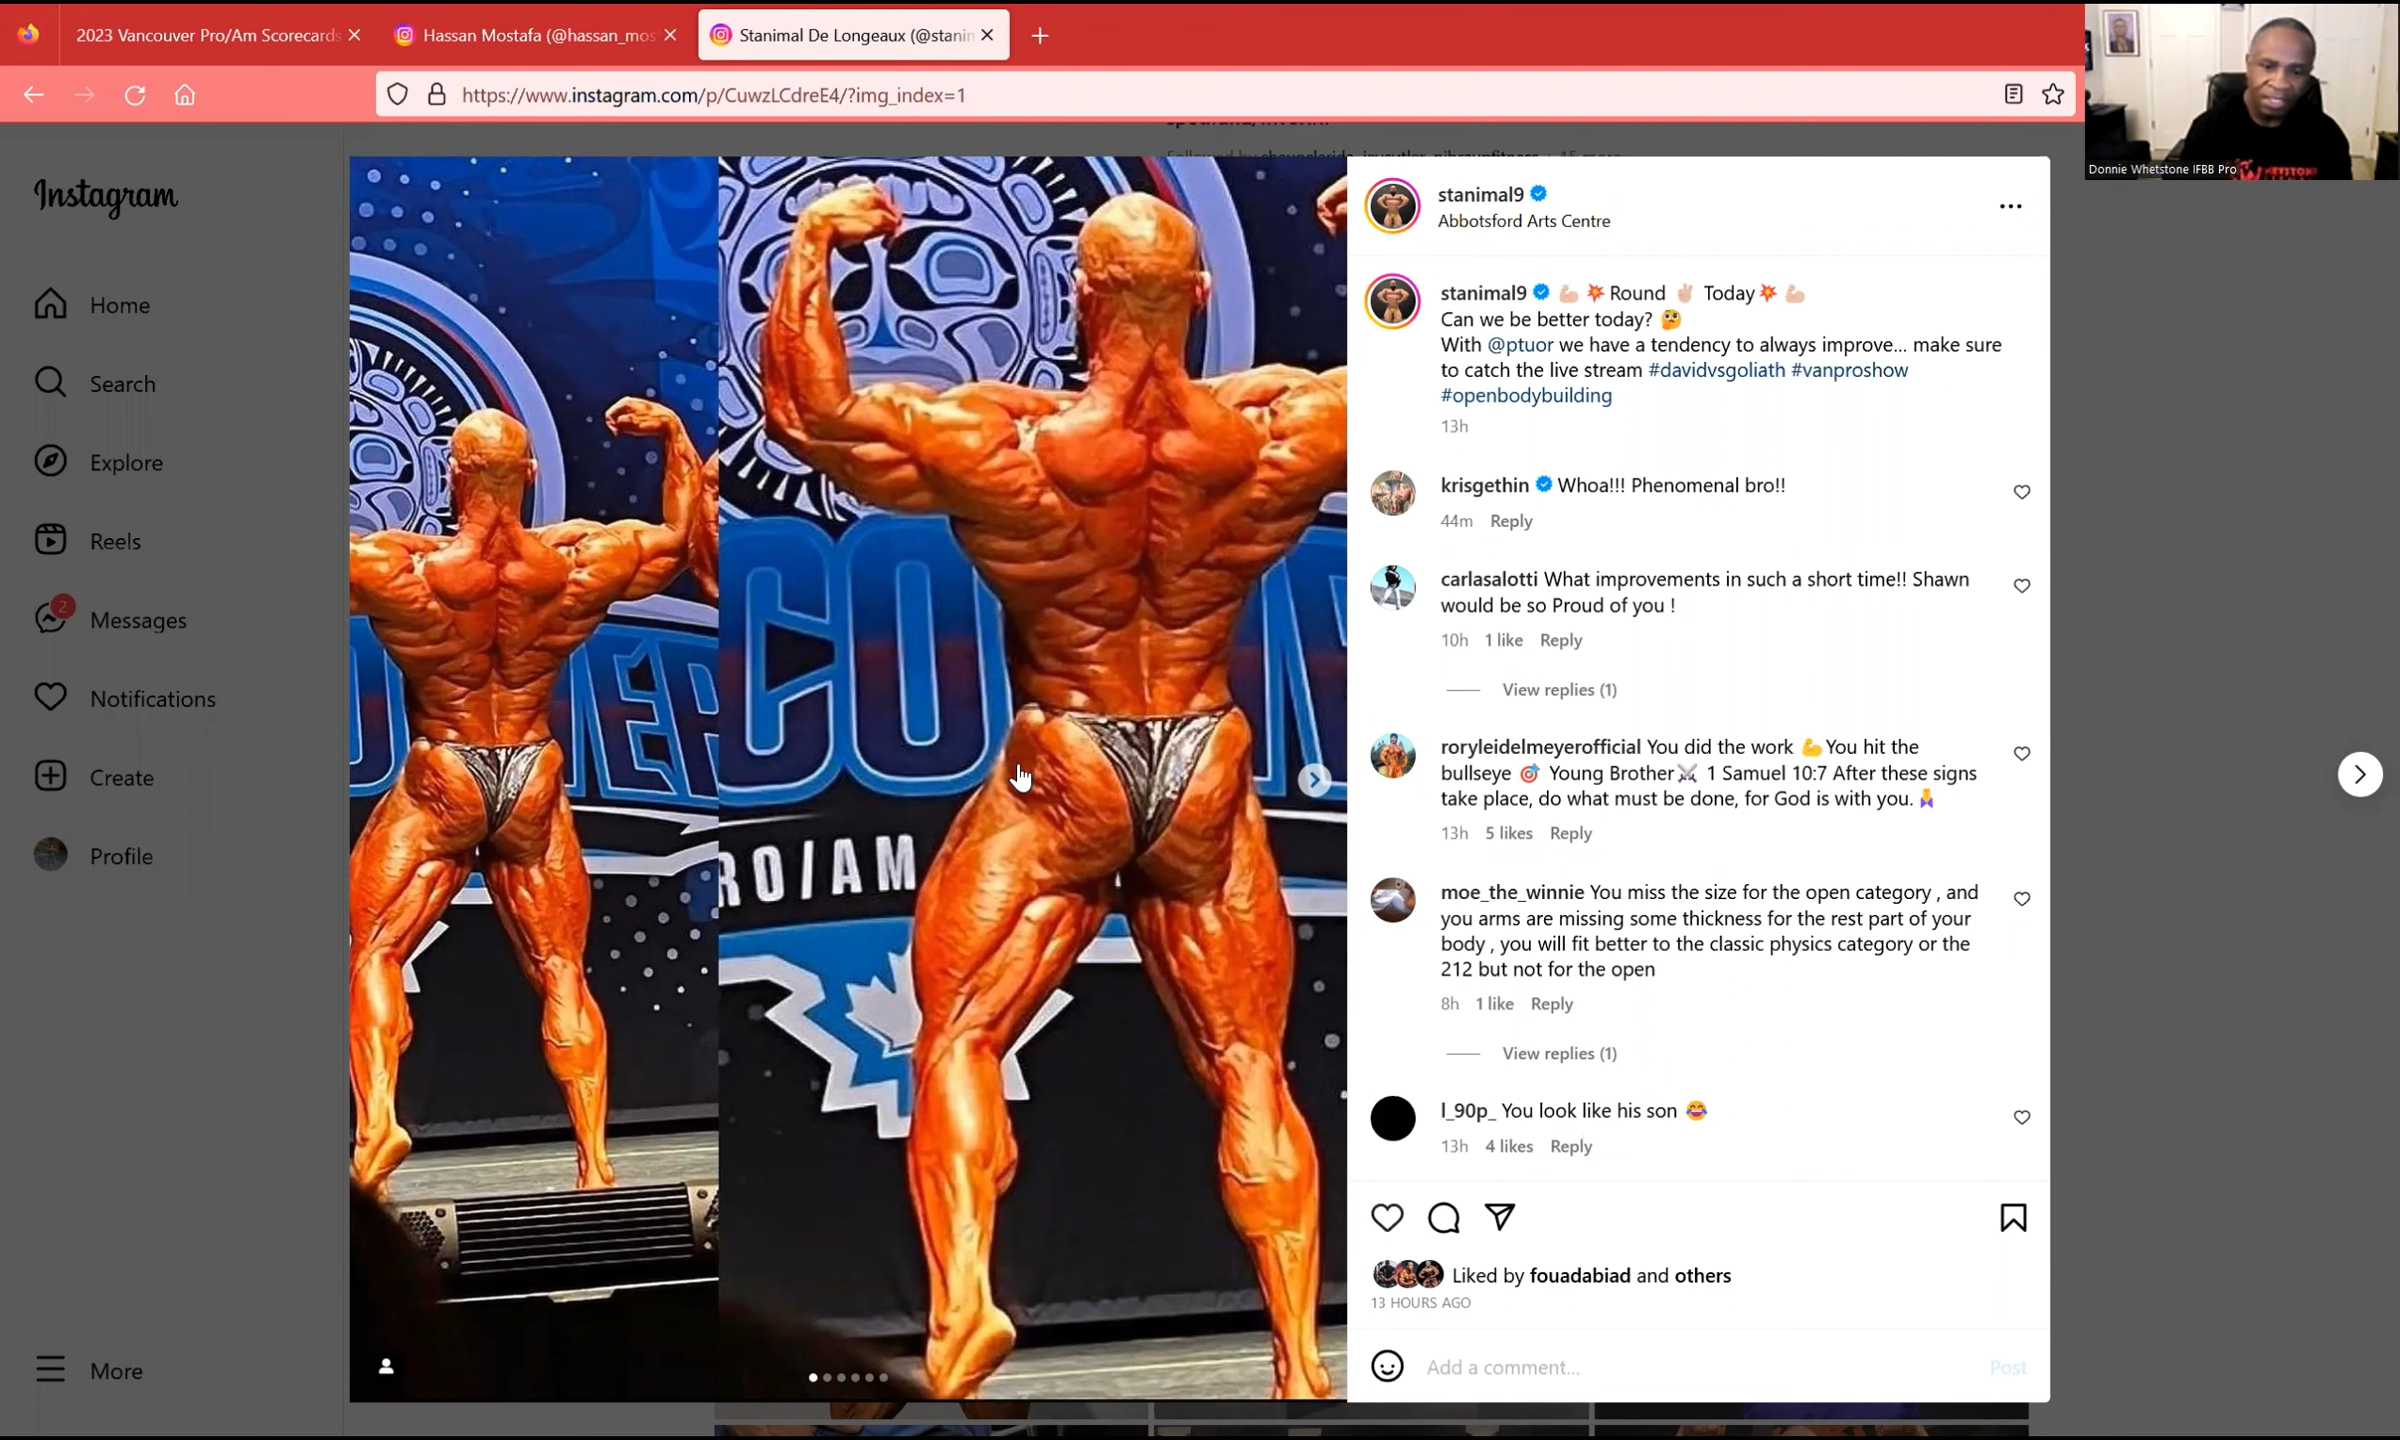 2023 Vancouver Pro/Am Scorecards
Hassan Mostafa (@hassan_mos
Stanimal De Longeaux (@stanim
https://www.instagram.com/p/CuwzLCdreE4/?img_index=1
Donnie Whetstone IFBB Pro
Instagram
Home
Search
Explore
Reels
2
Messages
Notifications
Create
Profile
More
CO
VER
RO/AM
stanimal9
Abbotsford Arts Centre
stanimal9 💪🏻 💥 Round ✌🏻 Today💥 💪🏻
Can we be better today? 🤔
With @ptuor we have a tendency to always improve... make sure
to catch the live stream #davidvsgoliath #vanproshow
#openbodybuilding
13h
krisgethin Whoa!!! Phenomenal bro!!
44m Reply
carlasalotti What improvements in such a short time!! Shawn
would be so Proud of you !
10h 1 like Reply
View replies (1)
roryleidelmeyerofficial You did the work 💪You hit the
bullseye 🎯 Young Brother⚔️ 1 Samuel 10:7 After these signs
take place, do what must be done, for God is with you.🧎
13h 5 likes Reply
moe_the_winnie You miss the size for the open category , and
you arms are missing some thickness for the rest part of your
body , you will fit better to the classic physics category or the
212 but not for the open
8h 1 like Reply
View replies (1)
l_90p_ You look like his son 😂
13h 4 likes Reply
Liked by fouadabiad and others
13 HOURS AGO
Add a comment...
Post